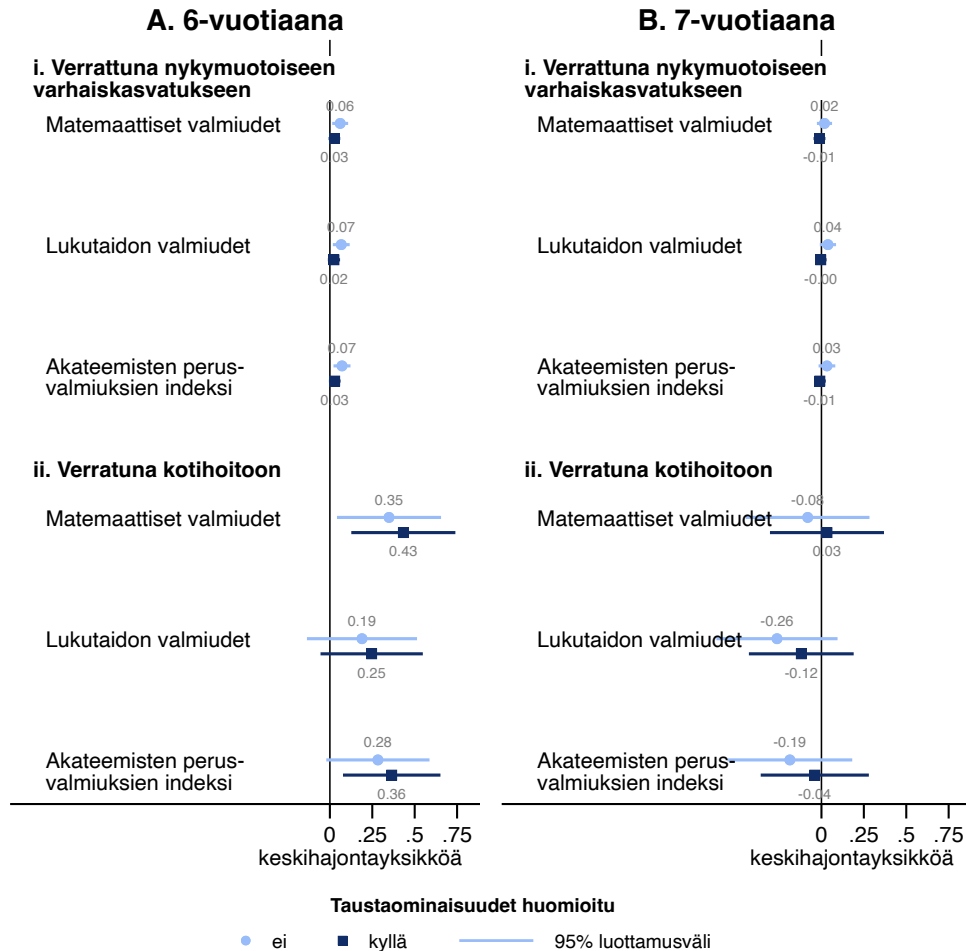 A. 6-vuotiaana
i. Verrattuna nykymuotoiseen
varhaiskasvatukseen
0.06
Matemaattiset valmiudet
0.03
0.07
Lukutaidon valmiudet
0.02
0.07
Akateemisten perus-
valmiuksien indeksi
0.03
ii. Verratuna kotihoitoon
0.35
Matemaattiset valmiudet
0.43
0.19
Lukutaidon valmiudet
0.25
0.28
Akateemisten perus-
valmiuksien indeksi
0.36
0 .25 .5 .75
keskihajontayksikköä
B. 7-vuotiaana
i. Verrattuna nykymuotoiseen
varhaiskasvatukseen
0.02
Matemaattiset valmiudet
-0.01
0.04
Lukutaidon valmiudet
-0.00
0.03
Akateemisten perus-
valmiuksien indeksi
-0.01
ii. Verratuna kotihoitoon
-0.08
Matemaattiset valmiudet
0.03
-0.26
Lukutaidon valmiudet
-0.12
-0.19
Akateemisten perus-
valmiuksien indeksi
-0.04
0 .25 .5 .75
keskihajontayksikköä
Taustaominaisuudet huomioitu
ei kyllä 95% luottamusväli